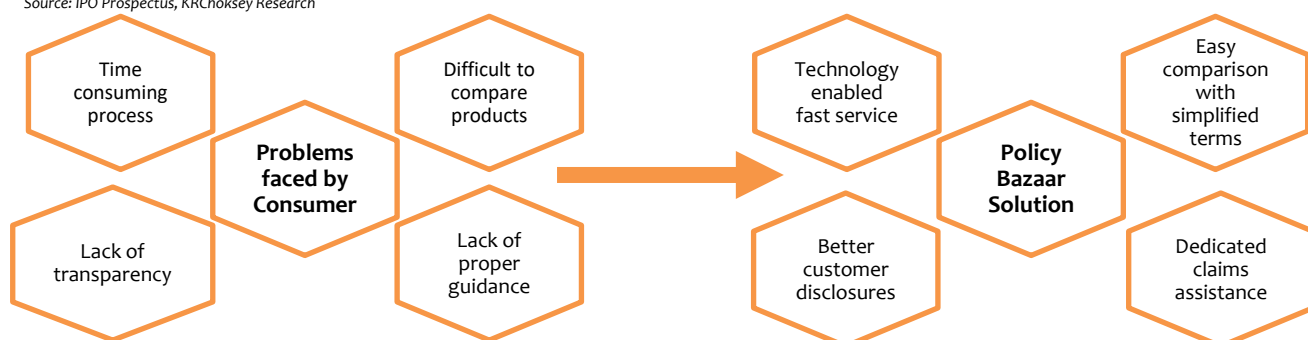 Source: IPO Prospectus, KRChoksey Research
Time
consuming
process
Difficult to
compare
products
Problems
faced by
Consumer
Lack of
transparency
Lack of
proper
guidance
Technology
enabled
fast service
Easy
comparison
with
simplified
terms
Policy
Bazaar
Solution
Better
customer
disclosures
Dedicated
claims
assistance